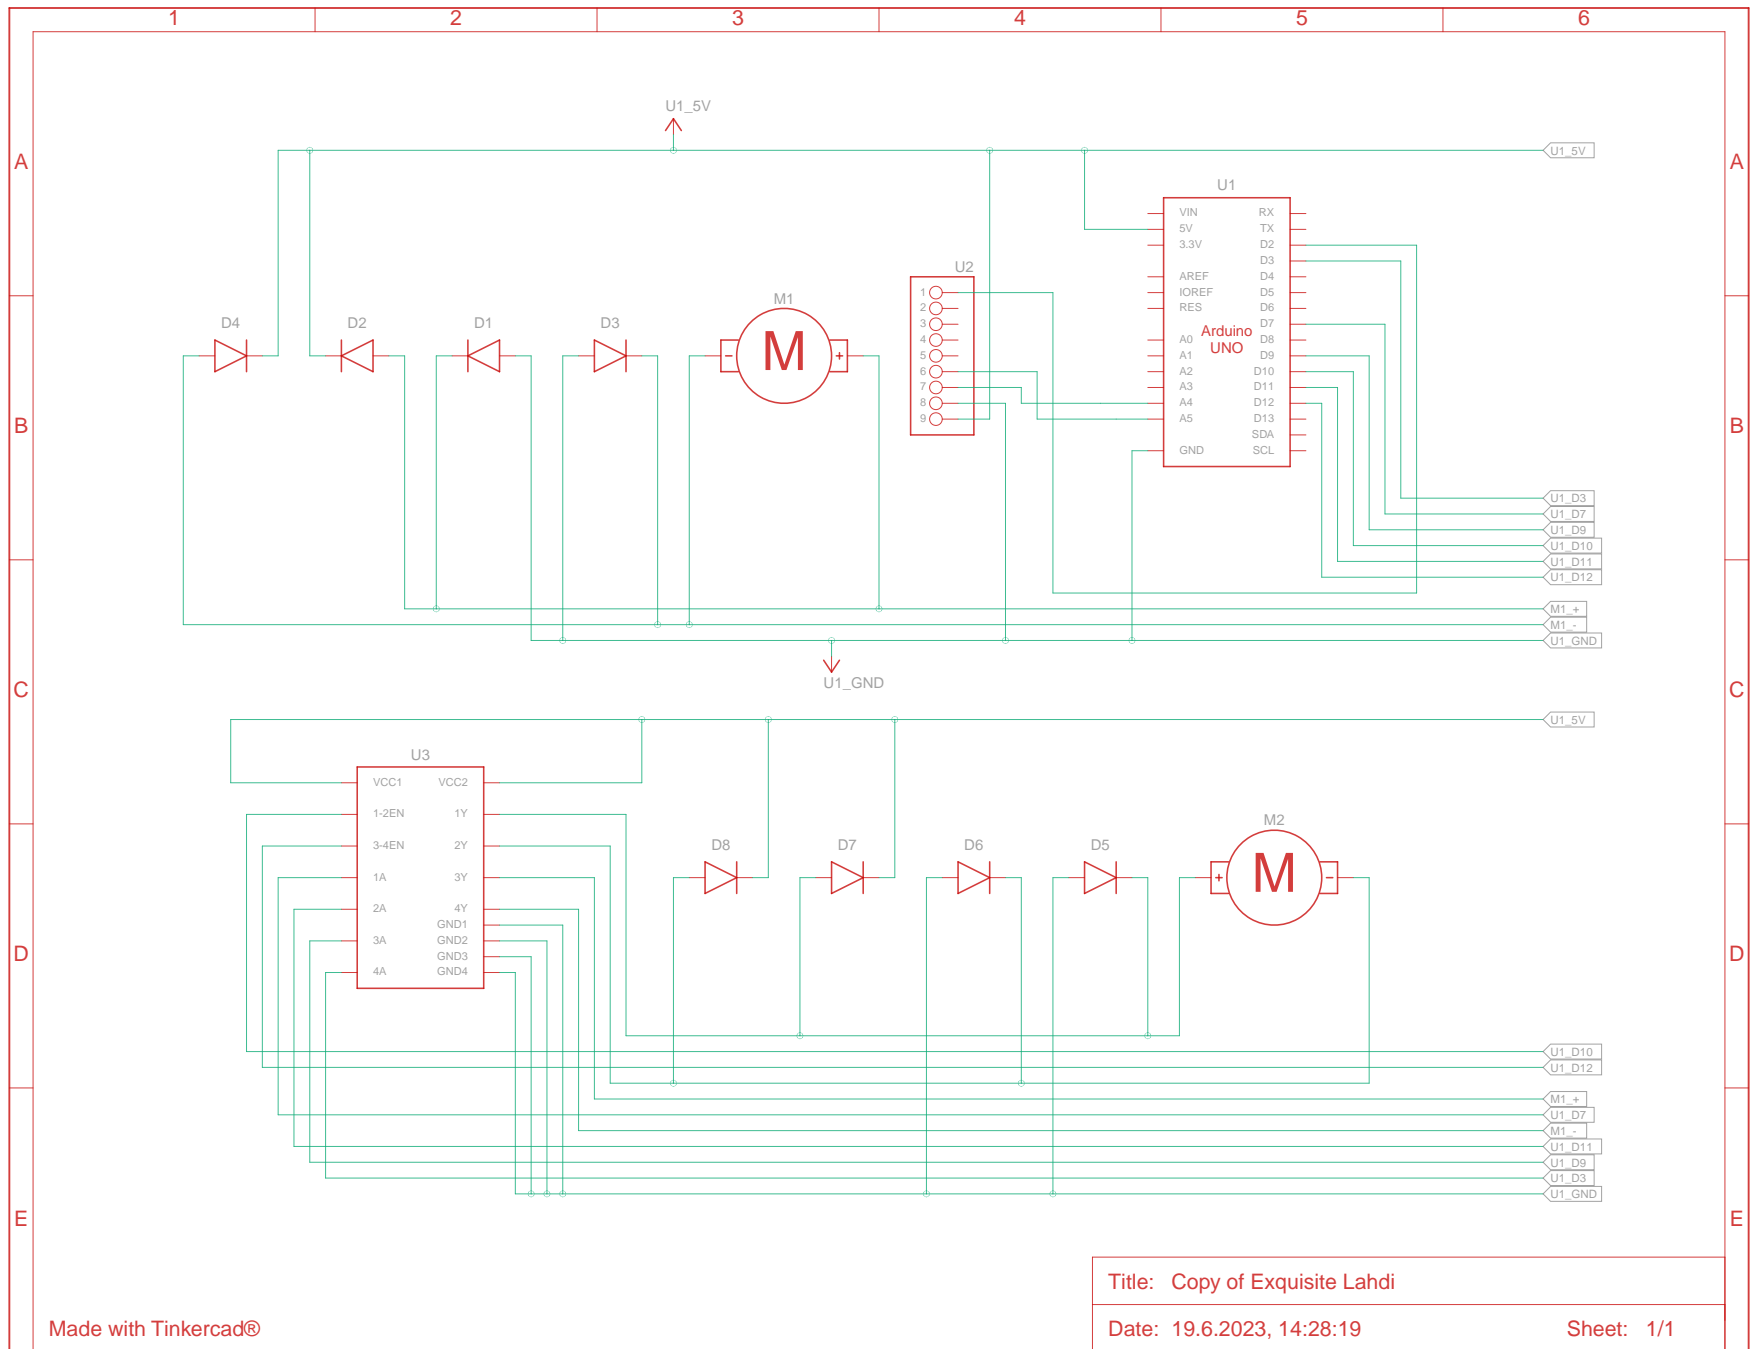 1 2 3 4 5 6
U1_5V
A A
U1_5V
U1
VIN RX
5V TX
3.3V D2
D3
AREF D4
IOREF D5
RES D6
D7
A0 D8
A1 D9
A2 D10
A3 D11
A4 D12
A5 D13
SDA
GND SCL
Arduino
UNO
U2
1
2
3
4
5
6
7
8
9
M1
- M +
D4 D2 D1 D3
B B
U1_D3
U1_D7
U1_D9
U1_D10
U1_D11
U1_D12
M1_+
M1_-
U1_GND
U1_GND
C C
U1_5V
U3
VCC1 VCC2
1-2EN 1Y
3-4EN 2Y
1A 3Y
2A 4Y
GND1
3A GND2
GND3
4A GND4
D8 D7 D6 D5
M2
+ M -
D D
U1_D10
U1_D12
M1_+
U1_D7
M1_-
U1_D11
U1_D9
U1_D3
U1_GND
E E
Title: Copy of Exquisite Lahdi
Made with Tinkercad®
Date: 19.6.2023, 14:28:19 Sheet: 1/1